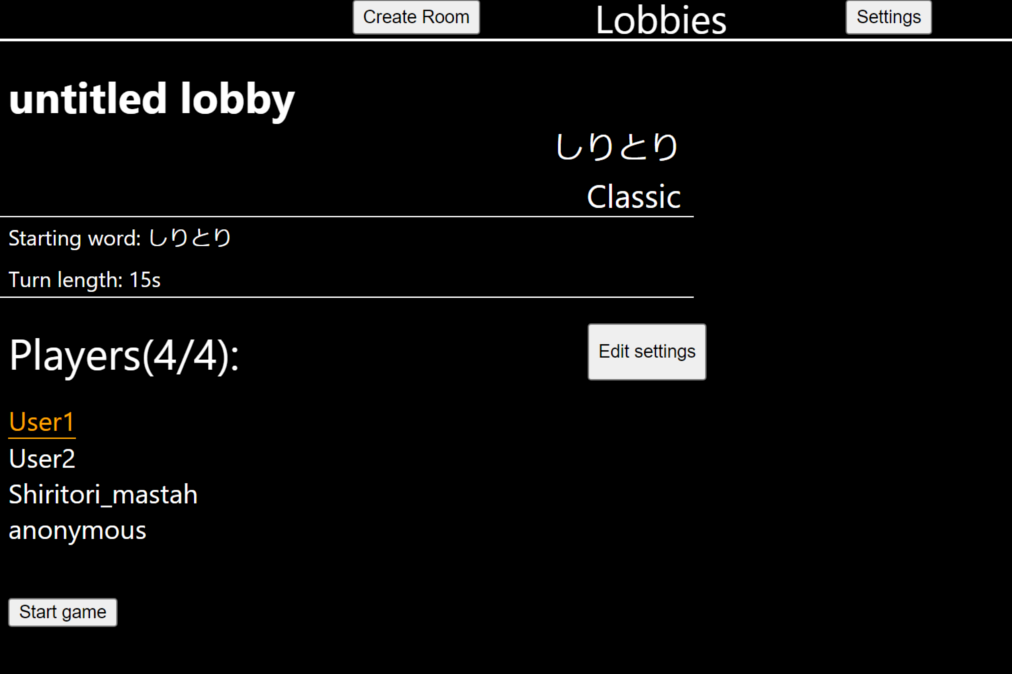 Create Room Lobbies Settings
untitled lobby
しりとり
Classic
Starting word: しりとり
Turn length: 15s
Players(4/4):
Edit settings
User1
User2
Shiritori_mastah
anonymous
Start game